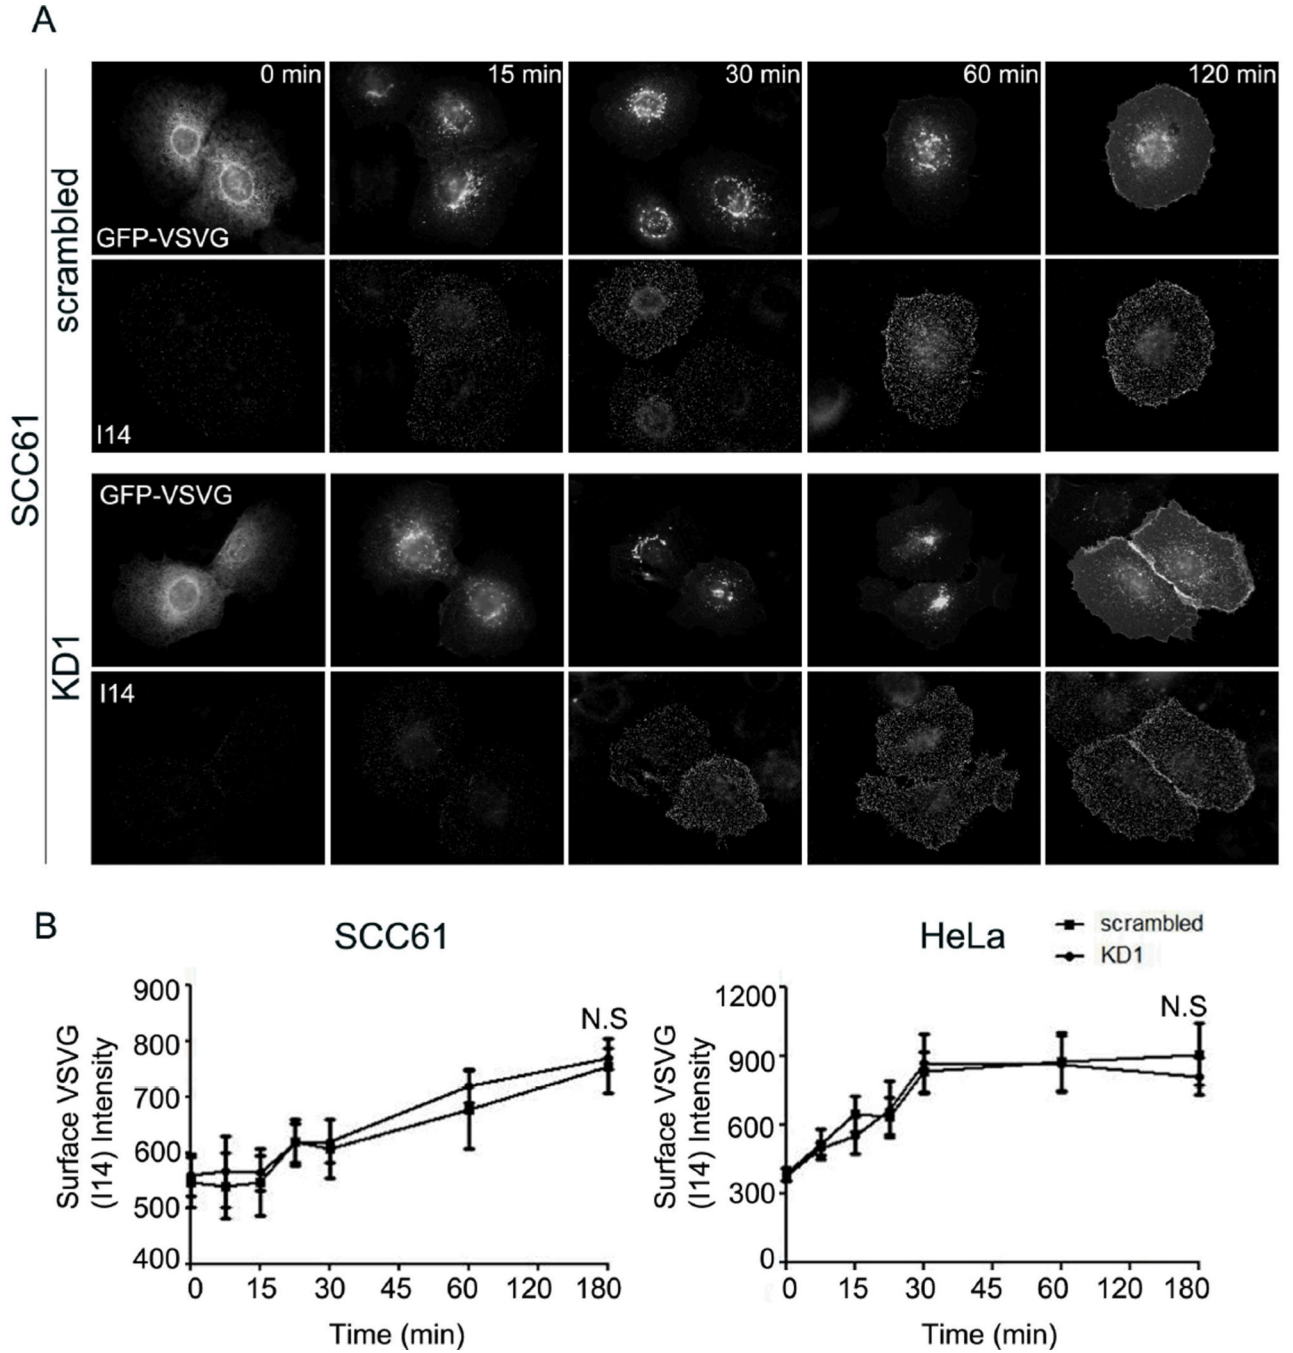 A
0 min
15 min
30 min
60 min
120 min
SCC61
scrambled
GFP-VSVG
I14
KD1
GFP-VSVG
I14
B
SCC61
HeLa
scrambled
KD1
Surface VSVG
(I14) Intensity
900
800
700
600
500
400
N.S
0
15
30
45
60
120
180
Time (min)
Surface VSVG
(I14) Intensity
1200
900
600
300
0
N.S
0
15
30
45
60
120
180
Time (min)